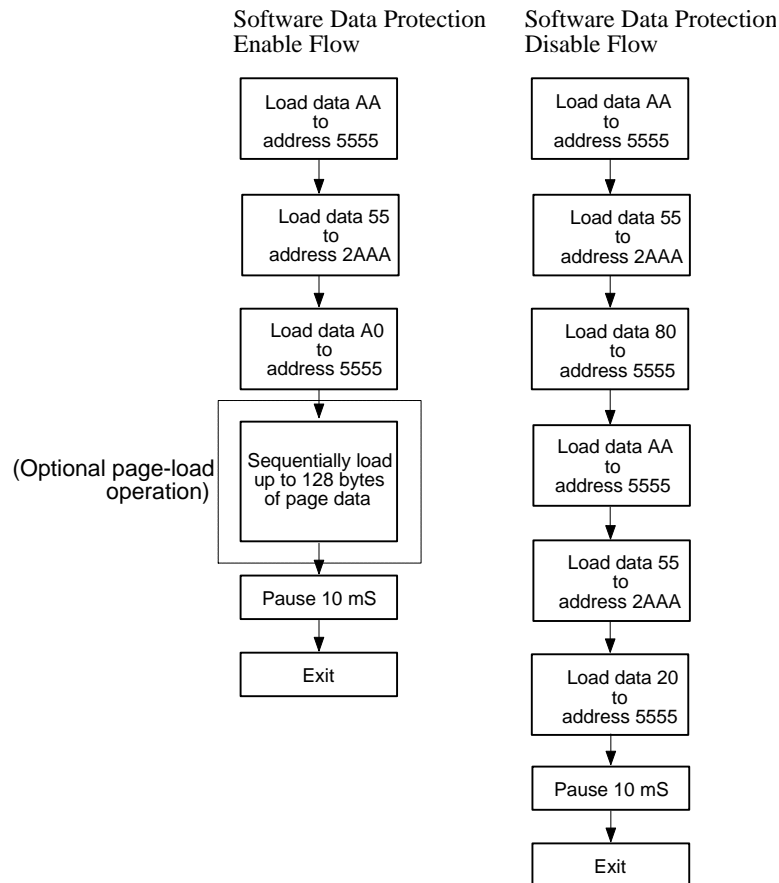 Software Data Protection
Enable Flow
Load data AA
to
address 5555
Load data 55
to
address 2AAA
Load data A0
to
address 5555
(Optional page-load
operation)
Sequentially load
up to 128 bytes
of page data
Pause 10 mS
Exit
Software Data Protection
Disable Flow
Load data AA
to
address 5555
Load data 55
to
address 2AAA
Load data 80
to
address 5555
Load data AA
to
address 5555
Load data 55
to
address 2AAA
Load data 20
to
address 5555
Pause 10 mS
Exit